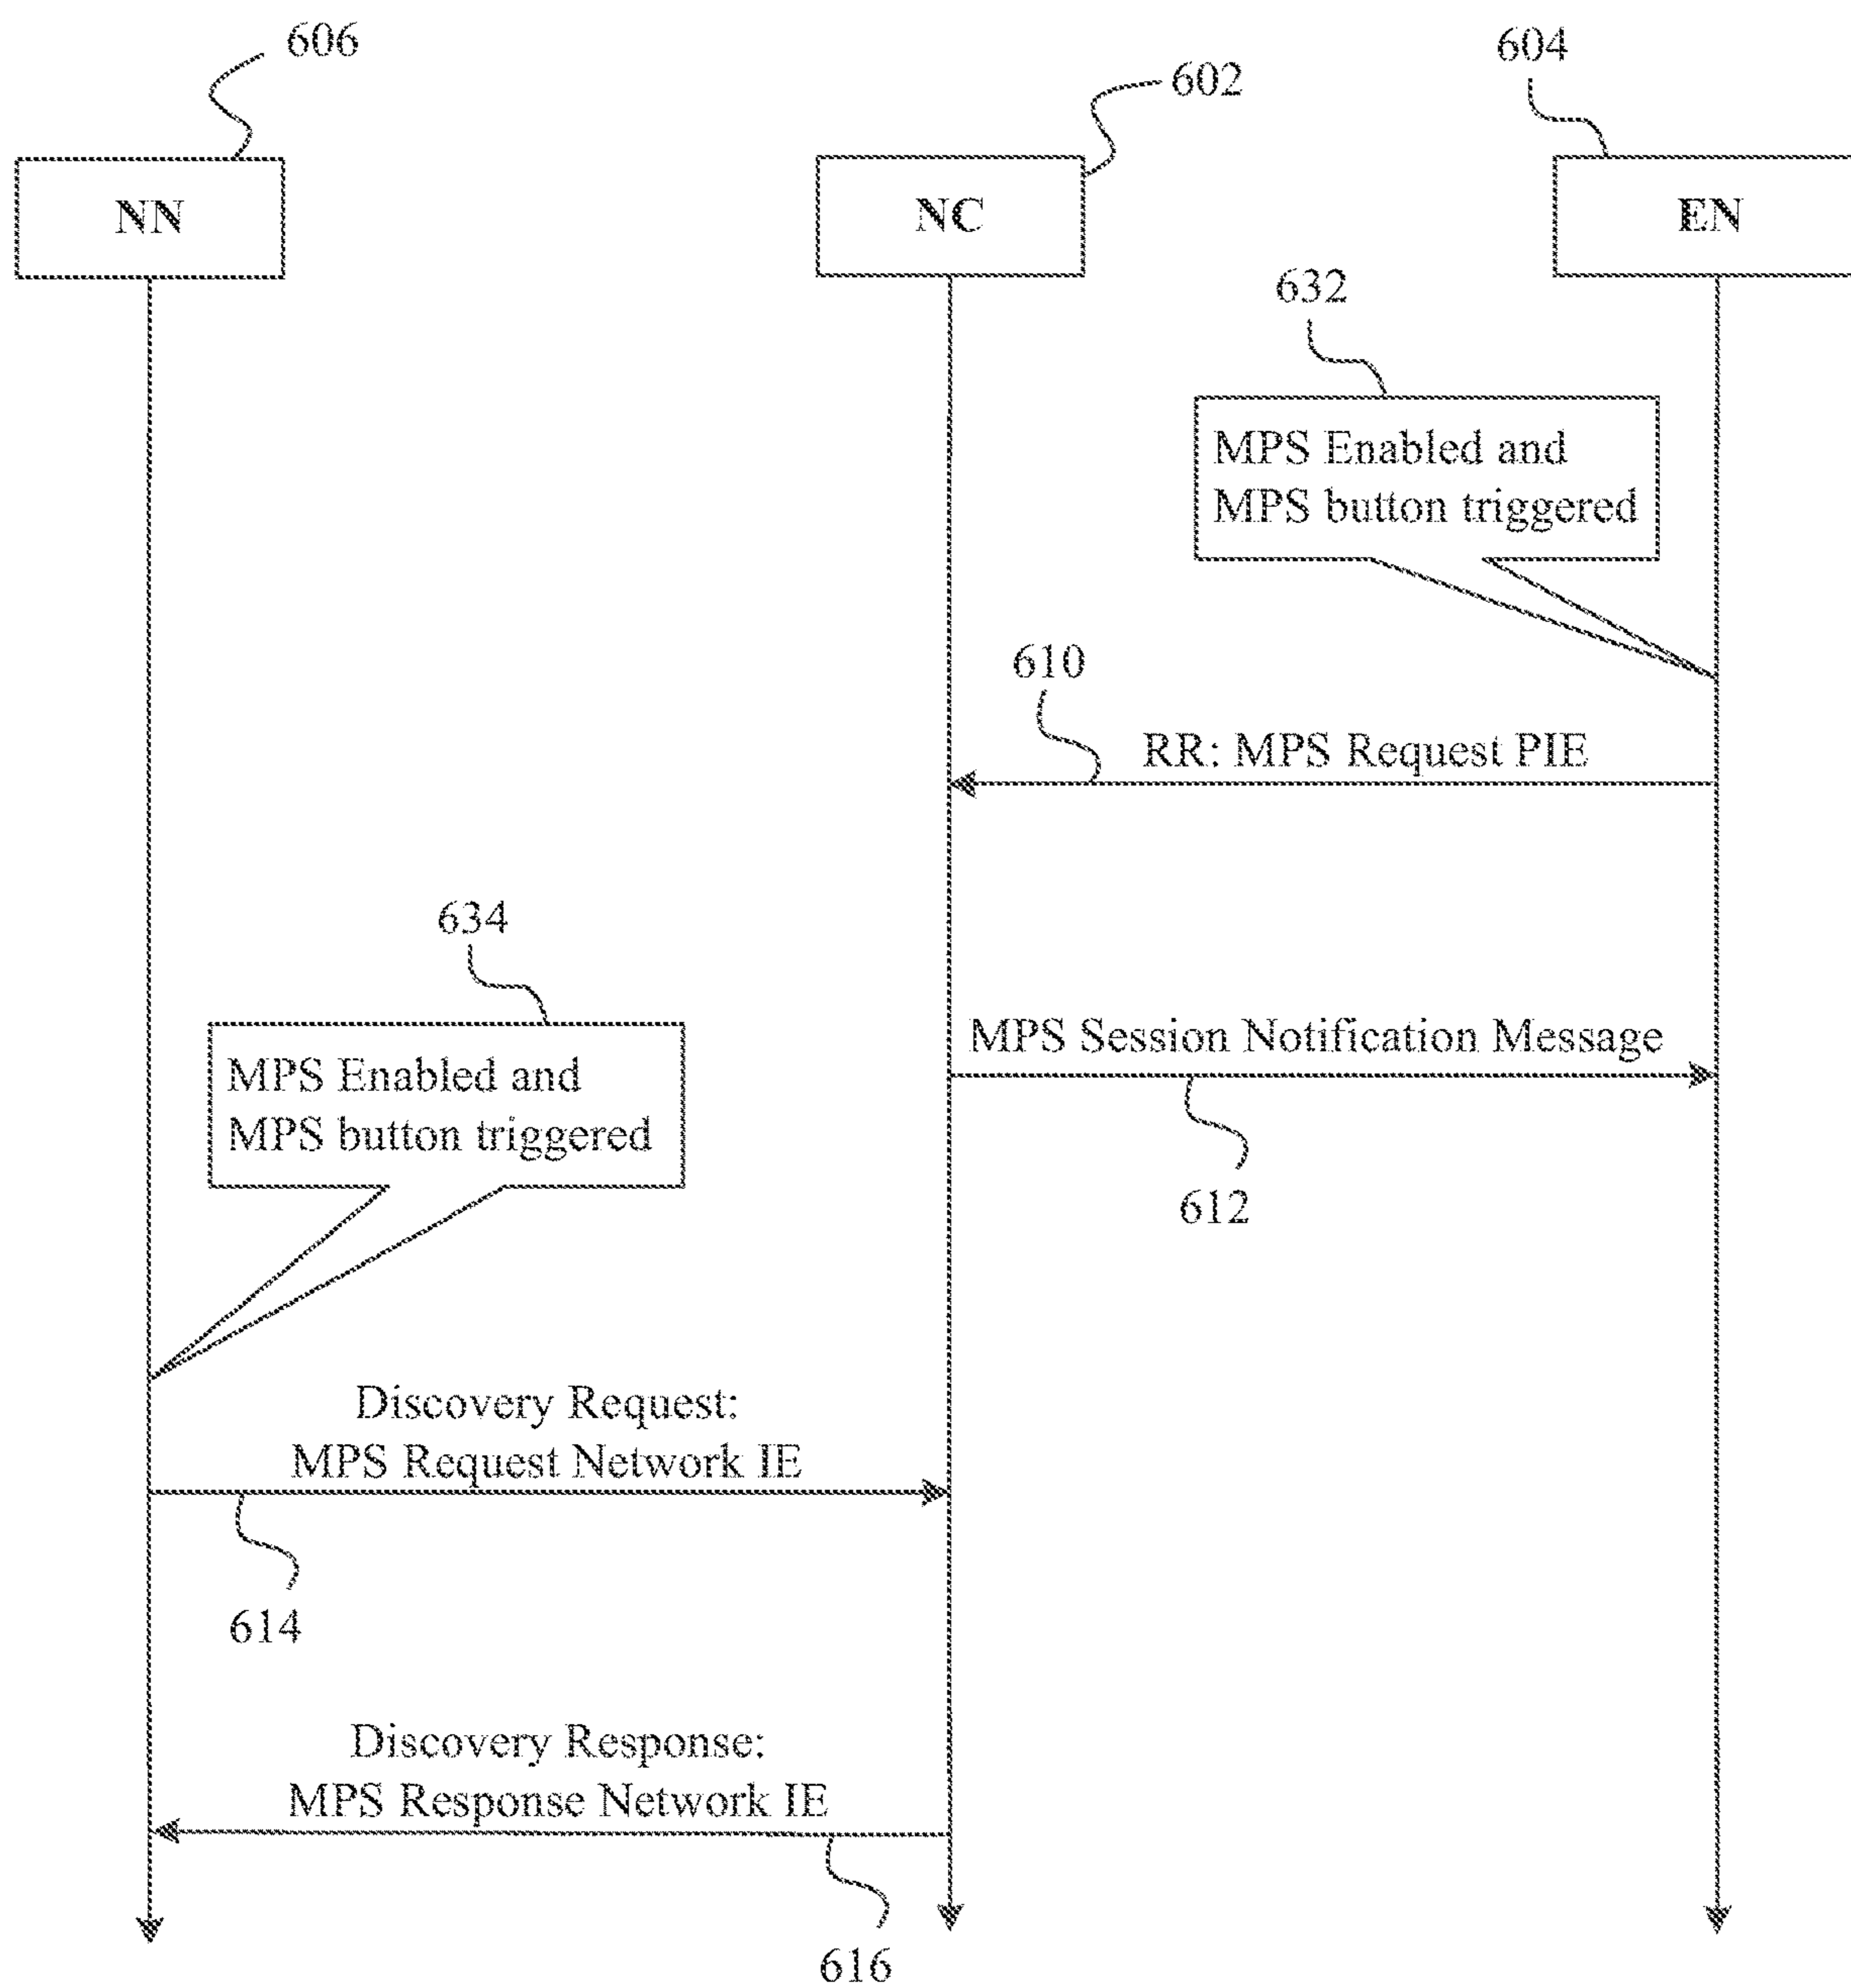 606
602
604
NN
NC
EN
632
MPS Enabled and
MPS button triggered
610
RR: MPS Request PIE
634
MPS Session Notification Message
MPS Enabled and
MPS button triggered
612
Discovery Request:
MPS Request Network IE
614
Discovery Response:
MPS Response Network IE
616